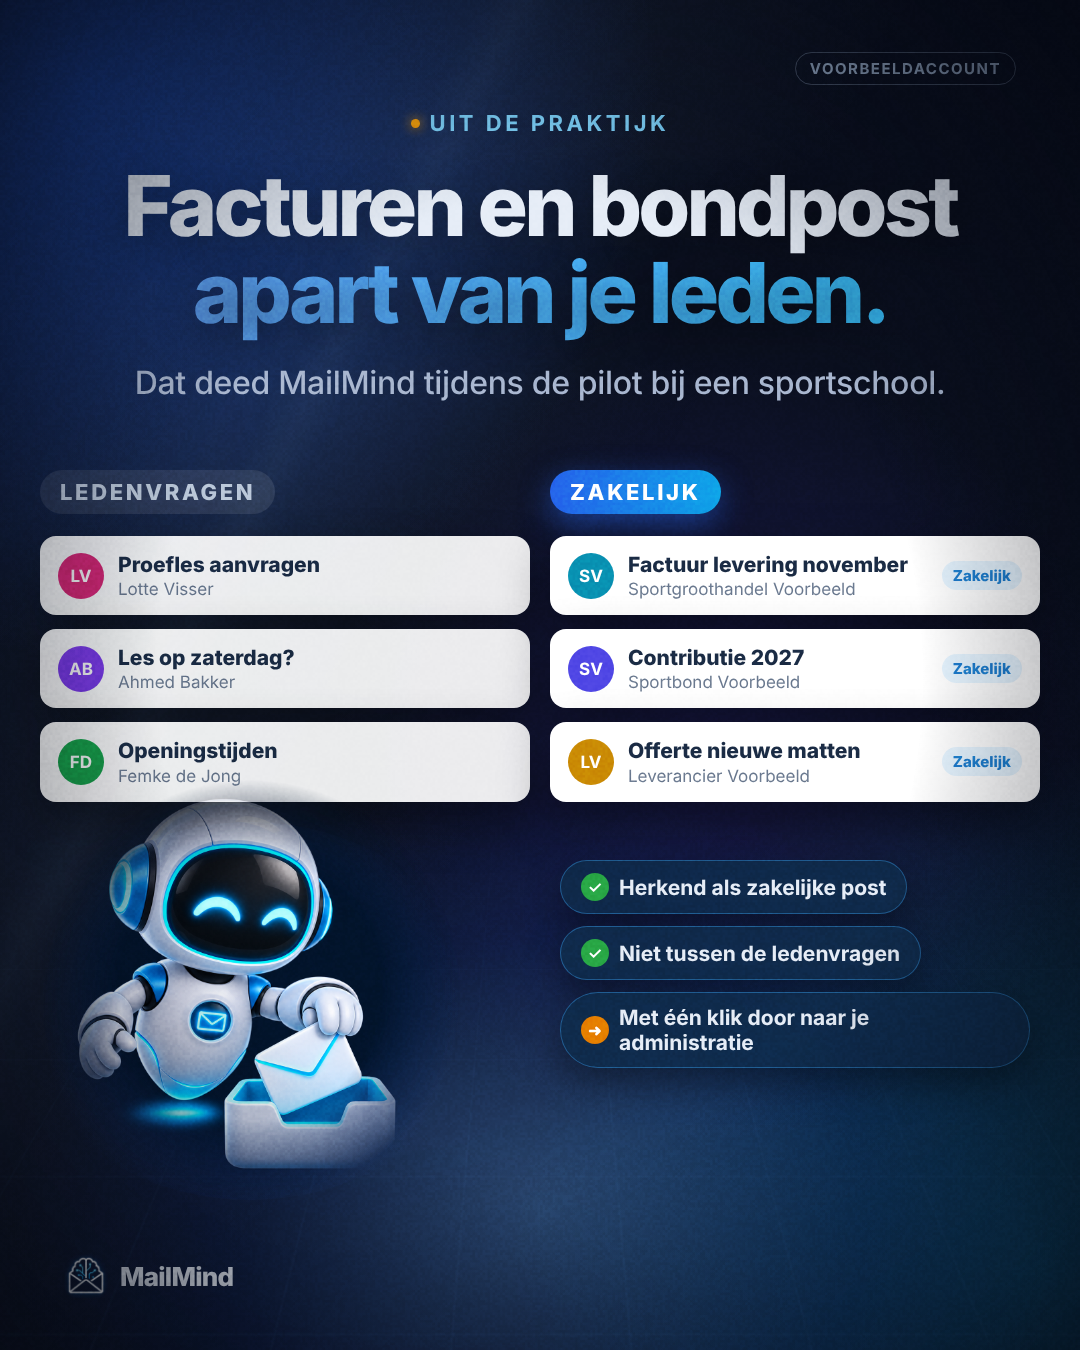 VOORBEELDACCOUNT
UIT DE PRAKTIJK
Facturen en bondpost
apart van je leden.
Dat deed MailMind tijdens de pilot bij een sportschool.
LEDENVRAGEN
LV
Proefles aanvragen
Lotte Visser
AB
Les op zaterdag?
Ahmed Bakker
FD
Openingstijden
Femke de Jong
ZAKELIJK
SV
Factuur levering november
Sportgroothandel Voorbeeld
Zakelijk
SV
Contributie 2027
Sportbond Voorbeeld
Zakelijk
LV
Offerte nieuwe matten
Leverancier Voorbeeld
Zakelijk
Herkend als zakelijke post
Niet tussen de ledenvragen
Met één klik door naar je
administratie
MailMind